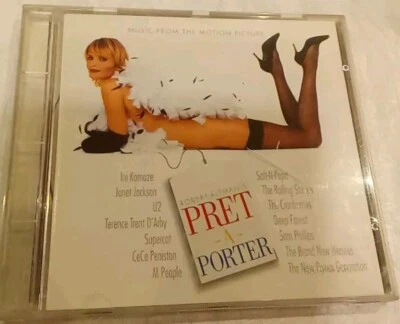 MUSIC FROM THE MOTION PICTURE
Ini Kamoze
Janet Jackson
U2
Terence Trent D'Arby
Supercat
CeCe Peniston
M People
ROBERT ALTMAN'S
PRET
-A-
PORTER
Salt-N-Pepa
The Rolling Stones
The Cranberries
Deep Forest
Sam Phillips
The Brand New Heavies
The New Power Generation